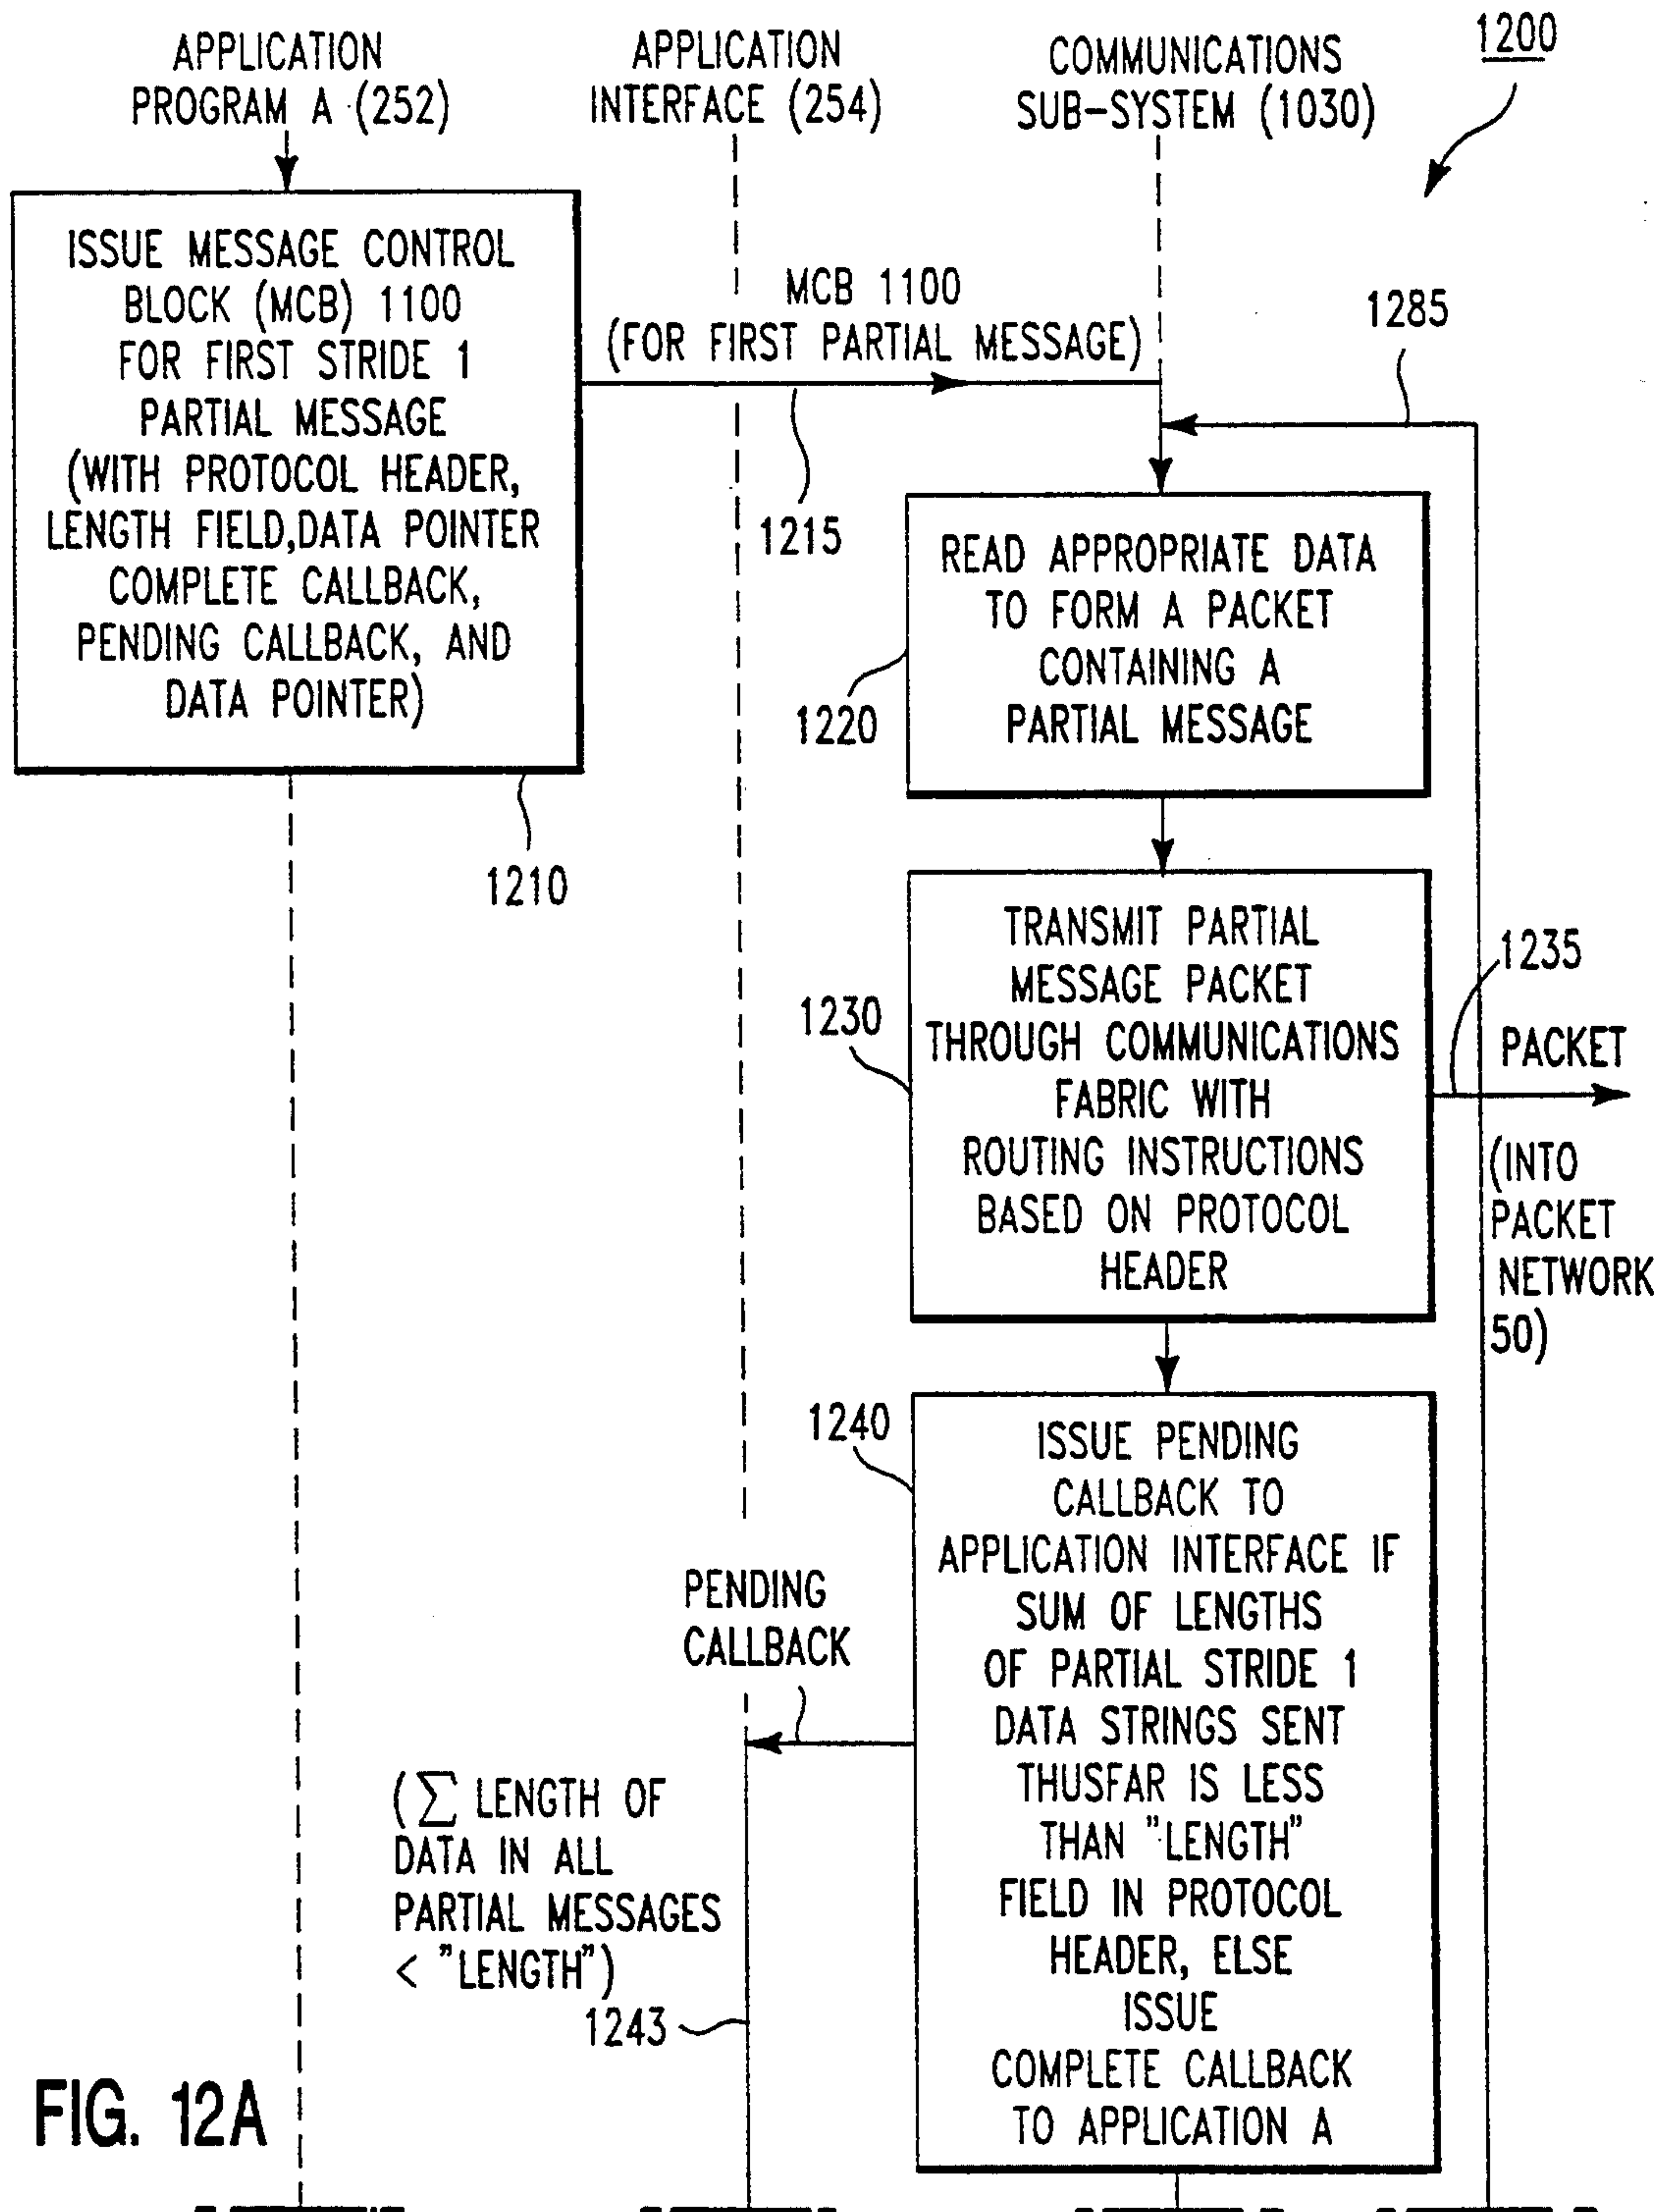 APPLICATION
PROGRAM A (252)
APPLICATION
INTERFACE (254)
COMMUNICATIONS
SUB-SYSTEM (1030)
1200
ISSUE MESSAGE CONTROL
BLOCK (MCB) 1100
FOR FIRST STRIDE 1
PARTIAL MESSAGE
(WITH PROTOCOL HEADER,
LENGTH FIELD,DATA POINTER
COMPLETE CALLBACK,
PENDING CALLBACK, AND
DATA POINTER)
1210
MCB 1100
(FOR FIRST PARTIAL MESSAGE)
1215
1285
READ APPROPRIATE DATA
TO FORM A PACKET
CONTAINING A
PARTIAL MESSAGE
1220
TRANSMIT PARTIAL
MESSAGE PACKET
THROUGH COMMUNICATIONS
FABRIC WITH
ROUTING INSTRUCTIONS
BASED ON PROTOCOL
HEADER
1230
1235
PACKET
(INTO
PACKET
NETWORK
50)
1240
ISSUE PENDING
CALLBACK TO
APPLICATION INTERFACE IF
SUM OF LENGTHS
OF PARTIAL STRIDE 1
DATA STRINGS SENT
THUSFAR IS LESS
THAN "LENGTH"
FIELD IN PROTOCOL
HEADER, ELSE
ISSUE
COMPLETE CALLBACK
TO APPLICATION A
PENDING
CALLBACK
(∑ LENGTH OF
DATA IN ALL
PARTIAL MESSAGES
< "LENGTH")
1243
FIG. 12A